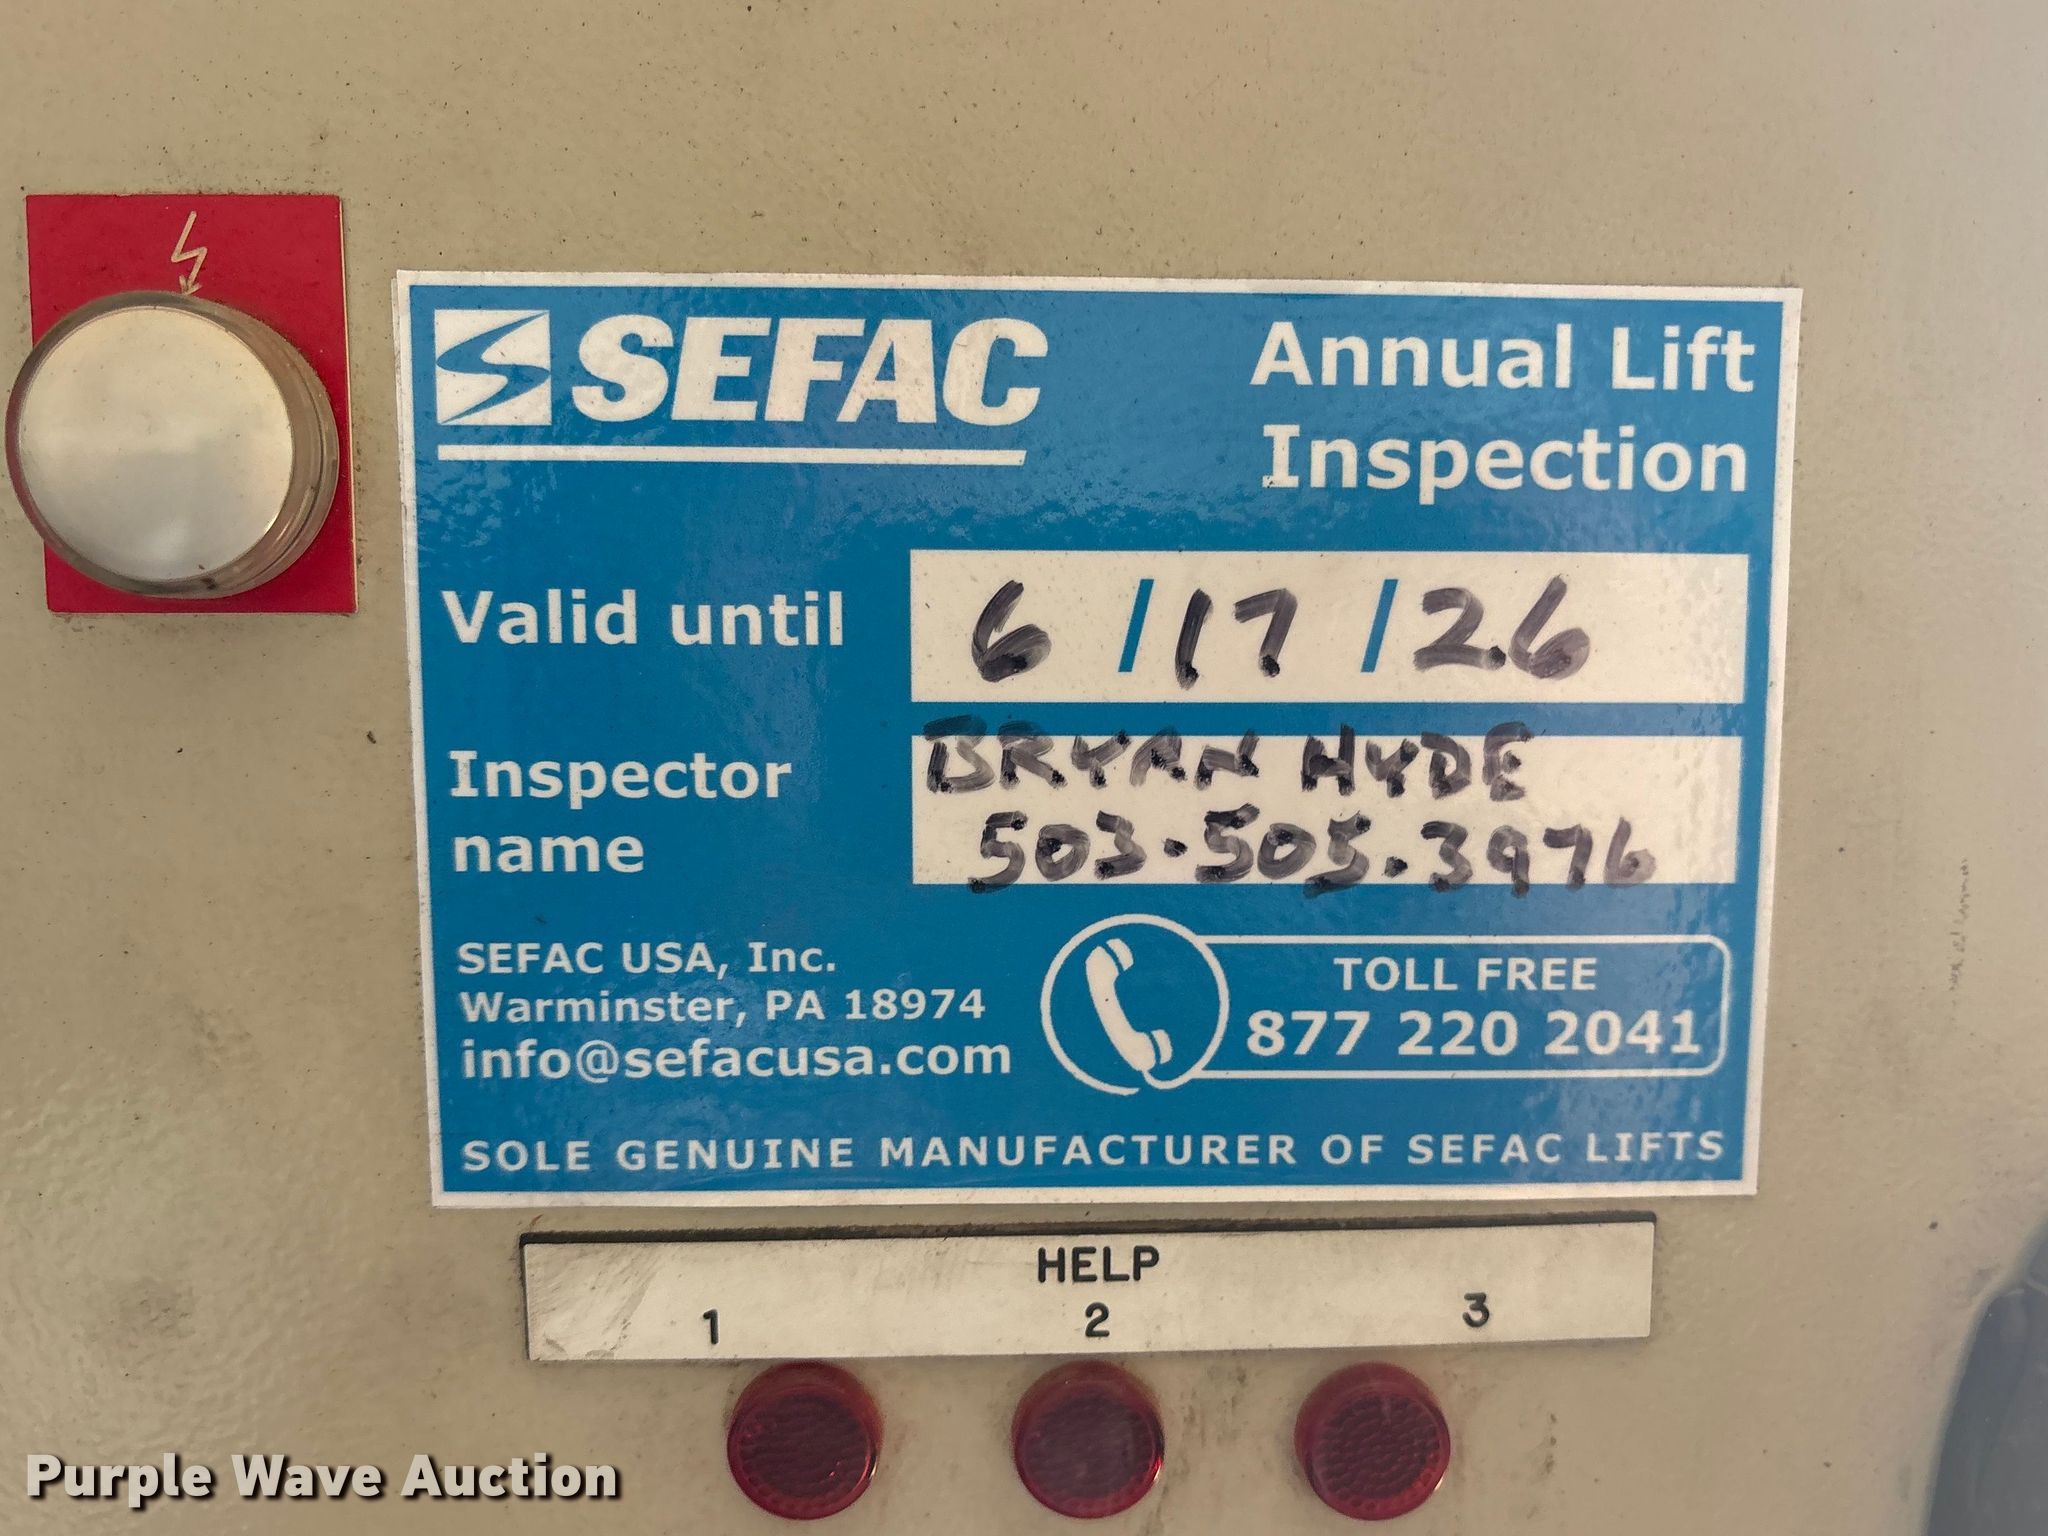 SEFAC
Annual Lift
Inspection
Valid until 6/17/26
Inspector
name
BRYAN HYDE
503.505.3976
SEFAC USA, Inc.
Warminster, PA 18974
info@sefacusa.com
TOLL FREE
877 220 2041
SOLE GENUINE MANUFACTURER OF SEFAC LIFTS
HELP
1 2 3
Purple Wave Auction